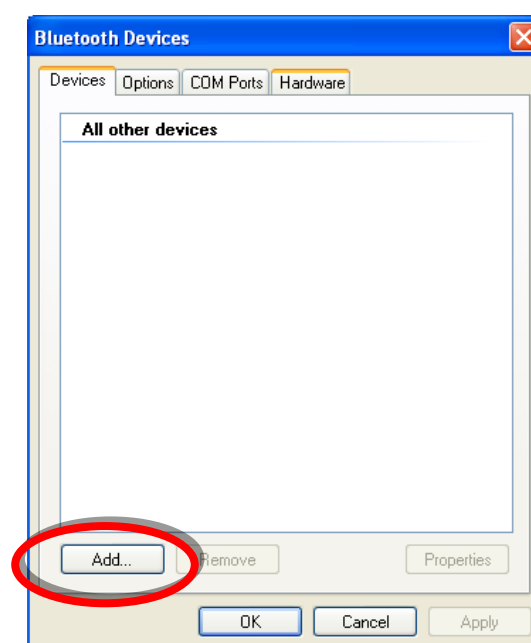 Bluetooth Devices
Devices Options COM Ports Hardware
All other devices
Add... Remove Properties
OK Cancel Apply